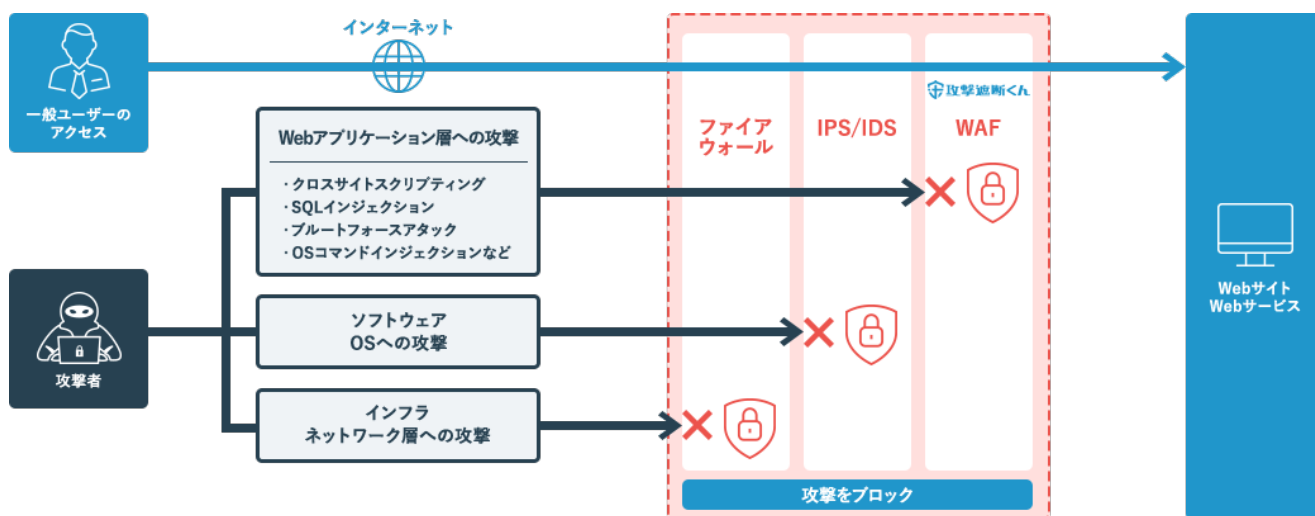 インターネット
一般ユーザーの
アクセス
攻撃遮断くん
Webアプリケーション層への攻撃
・クロスサイトスクリプティング
・SQLインジェクション
・ブルートフォースアタック
・OSコマンドインジェクションなど
ファイア
ウォール
IPS/IDS
WAF
攻撃者
ソフトウェア
OSへの攻撃
インフラ
ネットワーク層への攻撃
攻撃をブロック
Webサイト
Webサービス